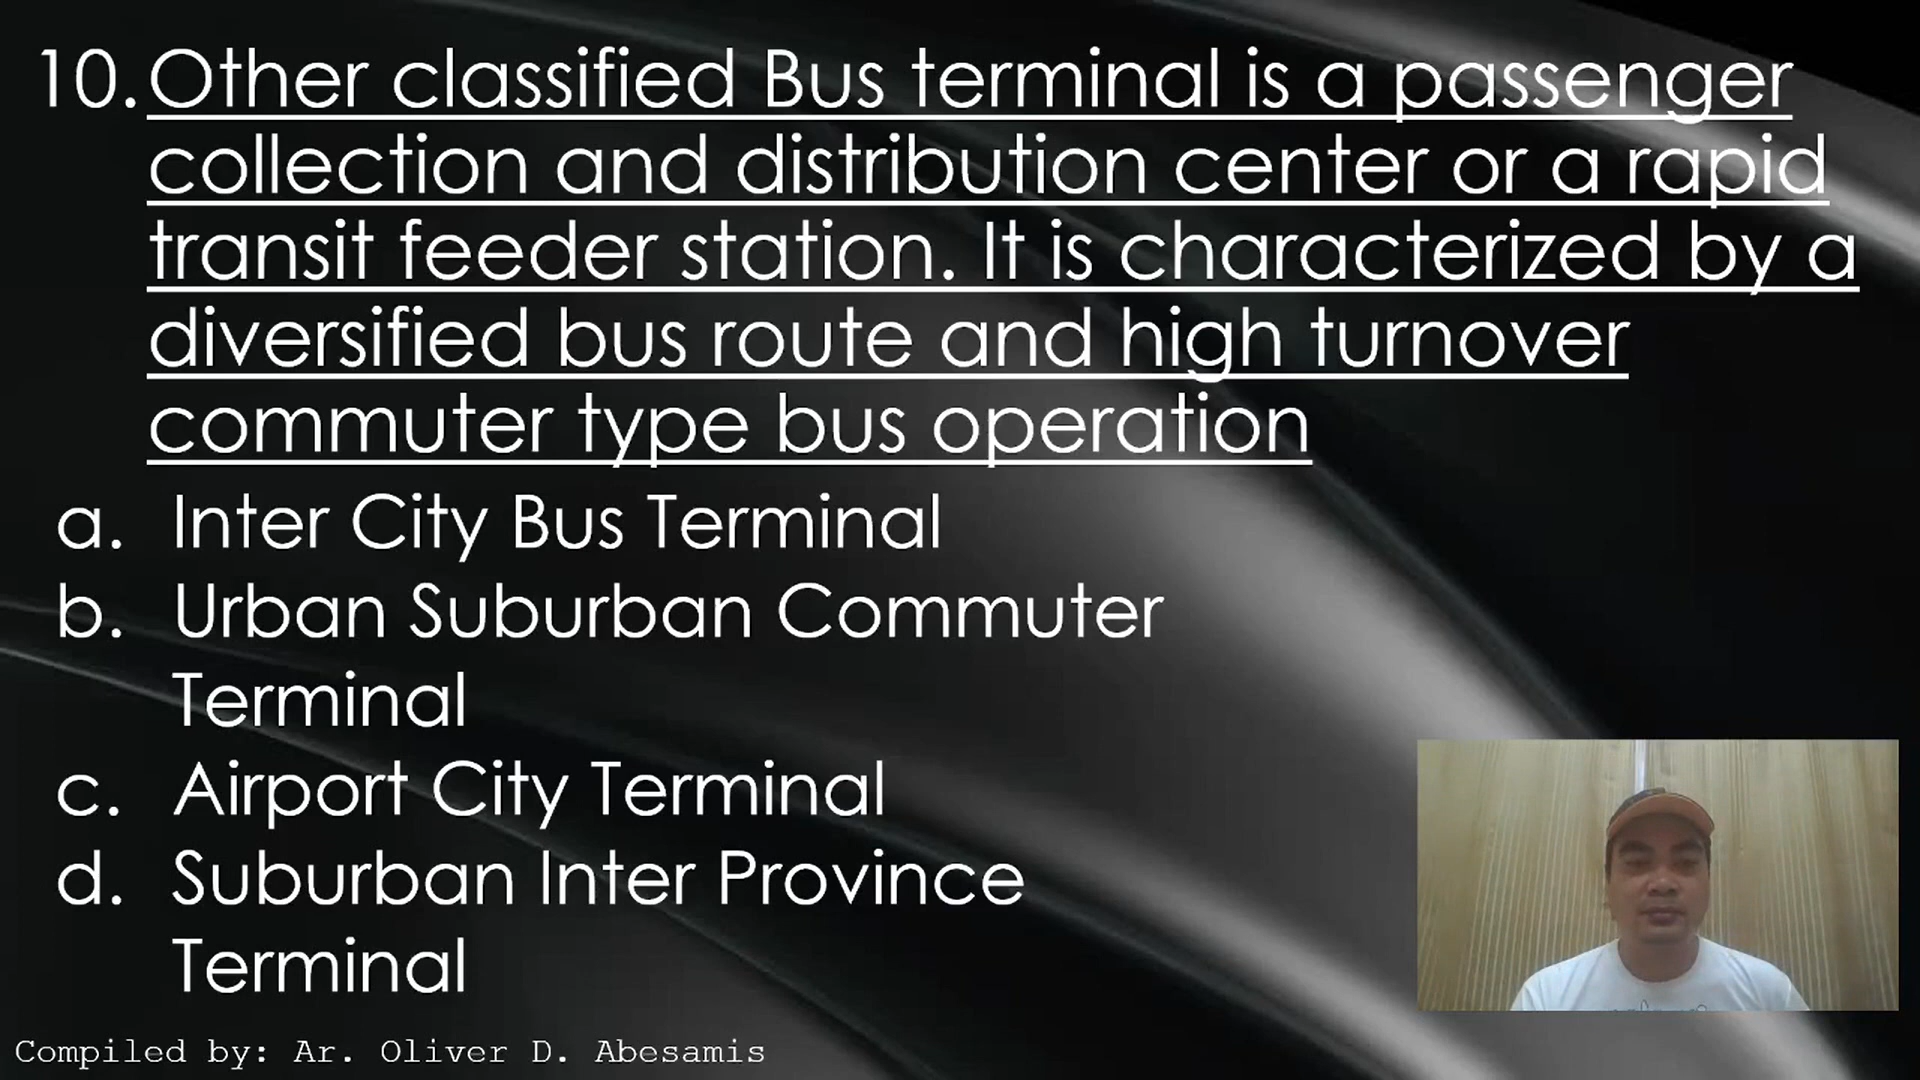 10. Other classified Bus terminal is a passenger
collection and distribution center or a rapid
transit feeder station. It is characterized by a
diversified bus route and high turnover
commuter type bus operation
a. Inter City Bus Terminal
b. Urban Suburban Commuter
Terminal
c. Airport City Terminal
d. Suburban Inter Province
Terminal
Compiled by: Ar. Oliver D. Abesamis